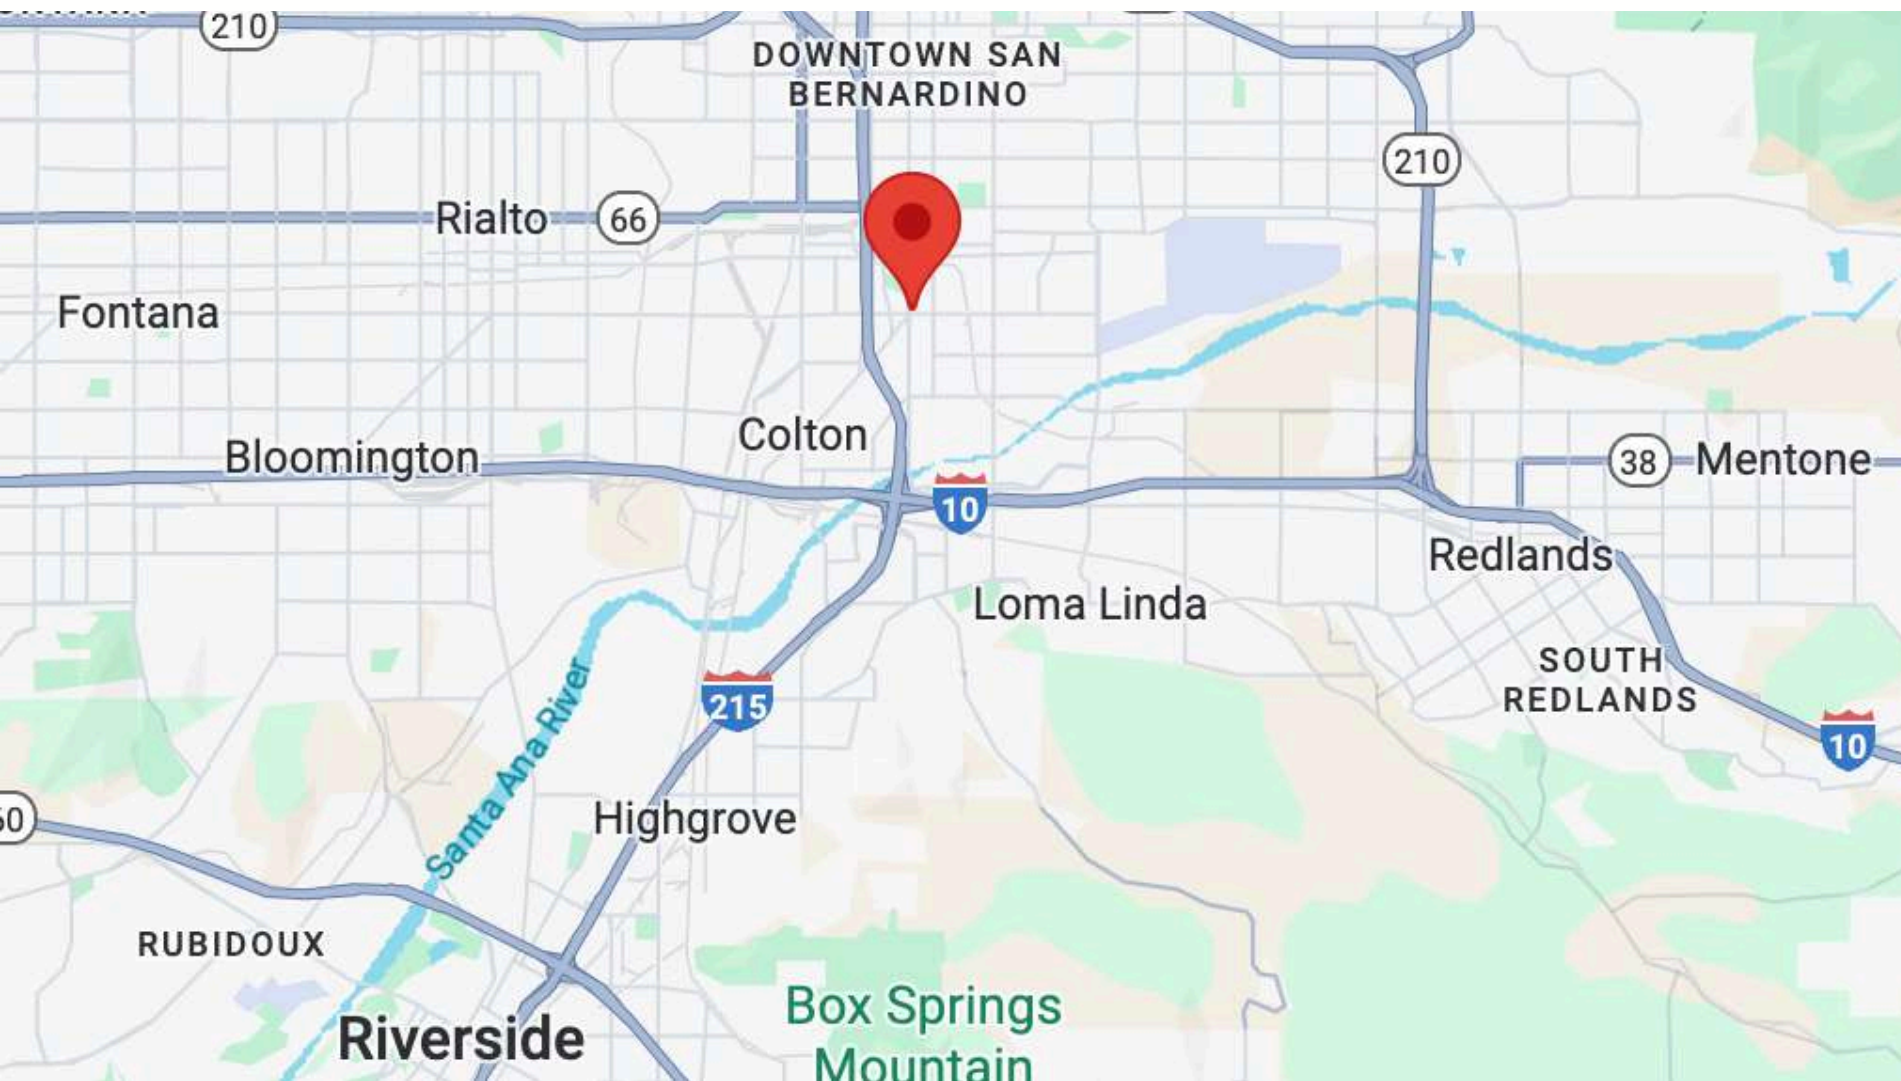 210
DOWNTOWN SAN
BERNARDINO
210
Rialto
66
Fontana
Colton
Bloomington
38
Mentone
10
Redlands
Loma Linda
SOUTH
REDLANDS
215
10
Santa Ana River
Highgrove
RUBIDOUX
Box Springs
Mountain
Riverside